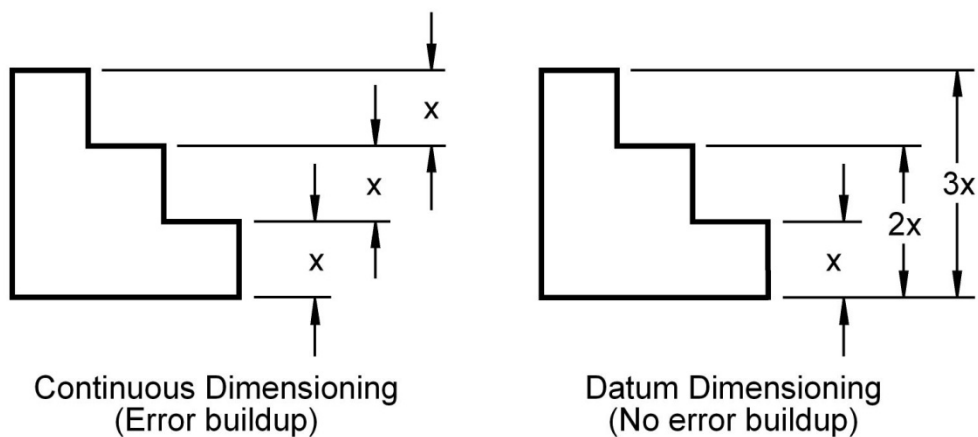 x
x
x
3x
2x
x
Continuous Dimensioning
(Error buildup)
Datum Dimensioning
(No error buildup)